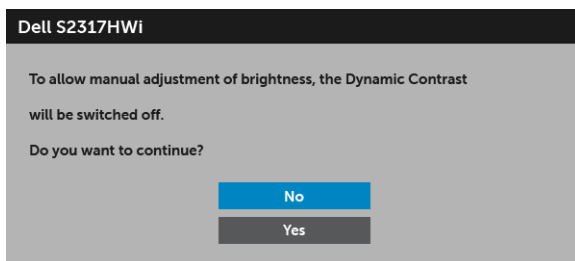 Dell S2317HWi
To allow manual adjustment of brightness, the Dynamic Contrast
will be switched off.
Do you want to continue?
No
Yes